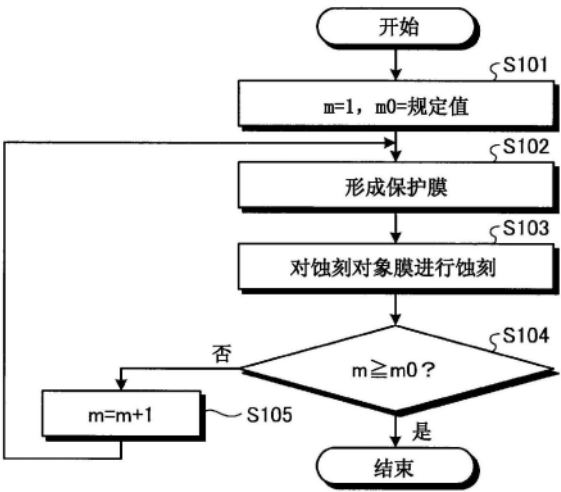 开始
S101
m=1，m0=规定值
S102
形成保护膜
S103
对蚀刻对象膜进行蚀刻
S104
m≧m0？
否
m=m+1
S105
是
结束